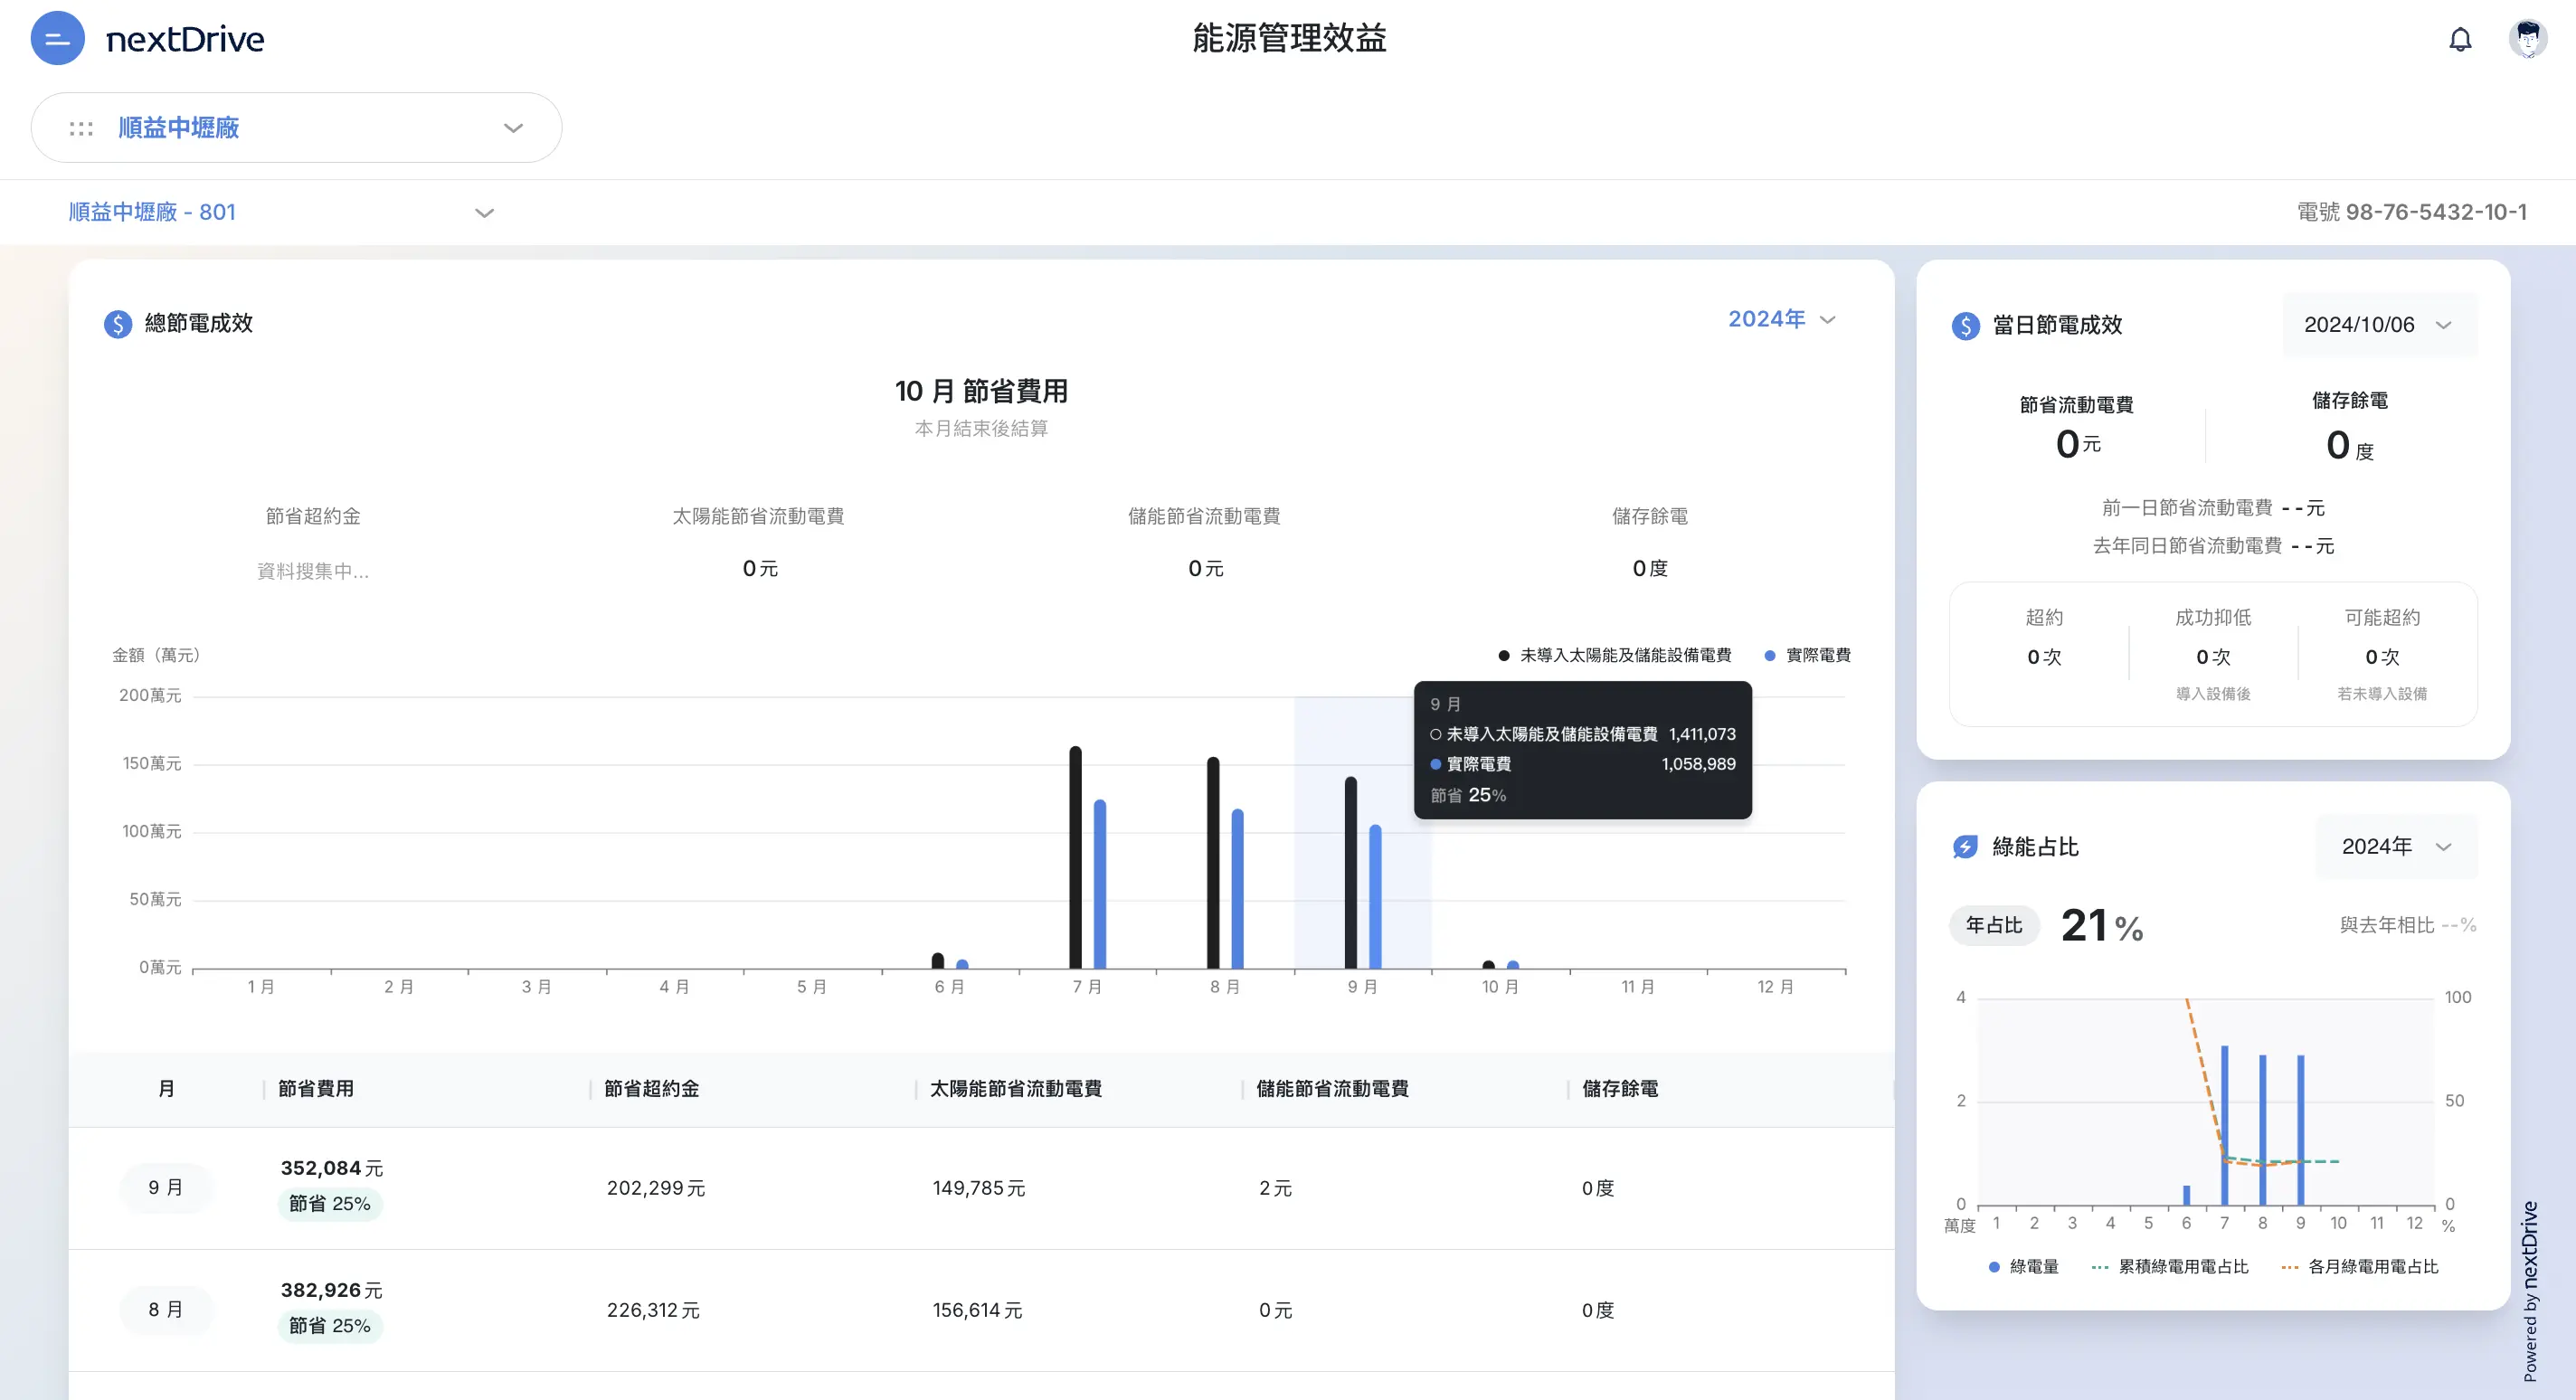 nextDrive
能源管理效益
順益中壢廠
順益中壢廠 - 801
電號 98-76-5432-10-1
總節電成效
2024年
10 月 節省費用
本月結束後結算
節省超約金
太陽能節省流動電費
儲能節省流動電費
儲存餘電
資料搜集中...
0元
0元
0度
金額（萬元）
未導入太陽能及儲能設備電費
實際電費
200萬元
150萬元
100萬元
50萬元
0萬元
9 月
未導入太陽能及儲能設備電費 1,411,073
實際電費 1,058,989
節省 25%
1 月 2 月 3 月 4 月 5 月 6 月 7 月 8 月 9 月 10 月 11 月 12 月
月 節省費用 節省超約金 太陽能節省流動電費 儲能節省流動電費 儲存餘電
9 月 352,084元 202,299元 149,785元 2元 0度
節省 25%
8 月 382,926元 226,312元 156,614元 0元 0度
節省 25%
當日節電成效
2024/10/06
節省流動電費
儲存餘電
0元
0度
前一日節省流動電費 --元
去年同日節省流動電費 --元
超約 成功抑低 可能超約
0次 0次 0次
導入設備後 若未導入設備
綠能占比
2024年
年占比 21%
與去年相比 --%
4 100
2 50
0 0
萬度 1 2 3 4 5 6 7 8 9 10 11 12 %
綠電量 累積綠電用電占比 各月綠電用電占比
Powered by nextDrive